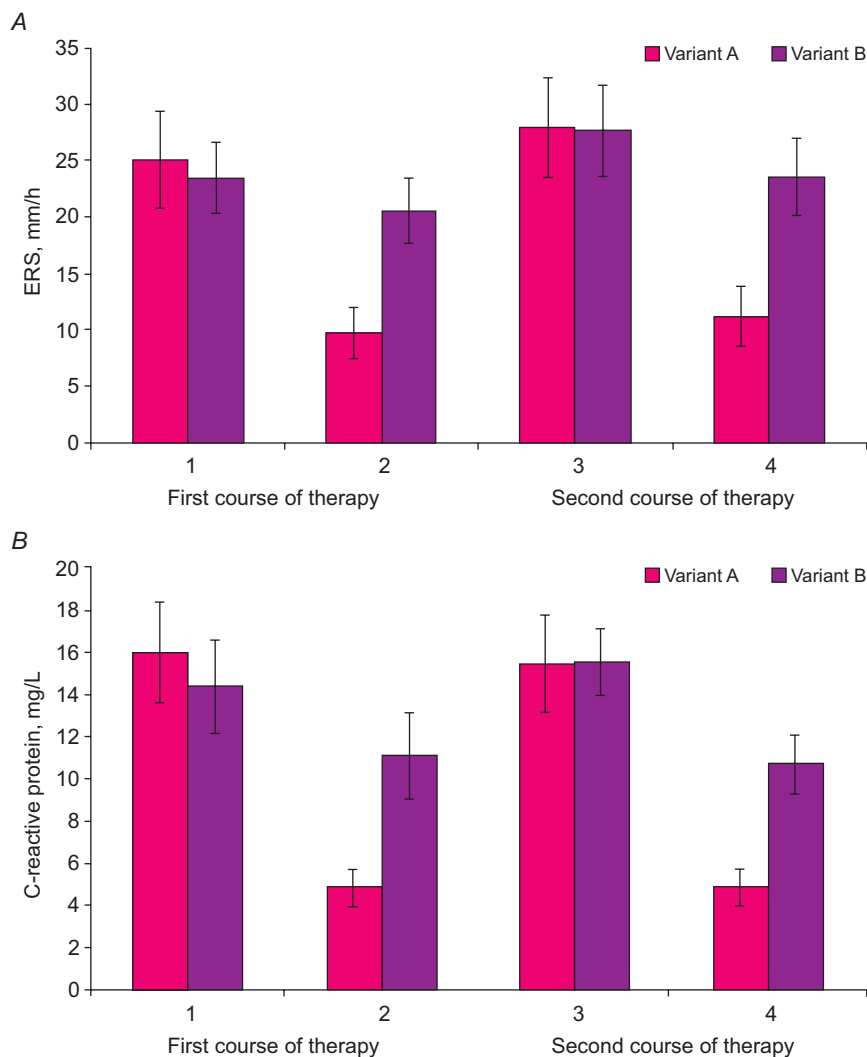 A
35
Variant A Variant B
30
25
20
15
10
5
0
ERS, mm/h
1 2 3 4
First course of therapy Second course of therapy
B
20
Variant A Variant B
18
16
14
12
10
8
6
4
2
0
C-reactive protein, mg/L
1 2 3 4
First course of therapy Second course of therapy